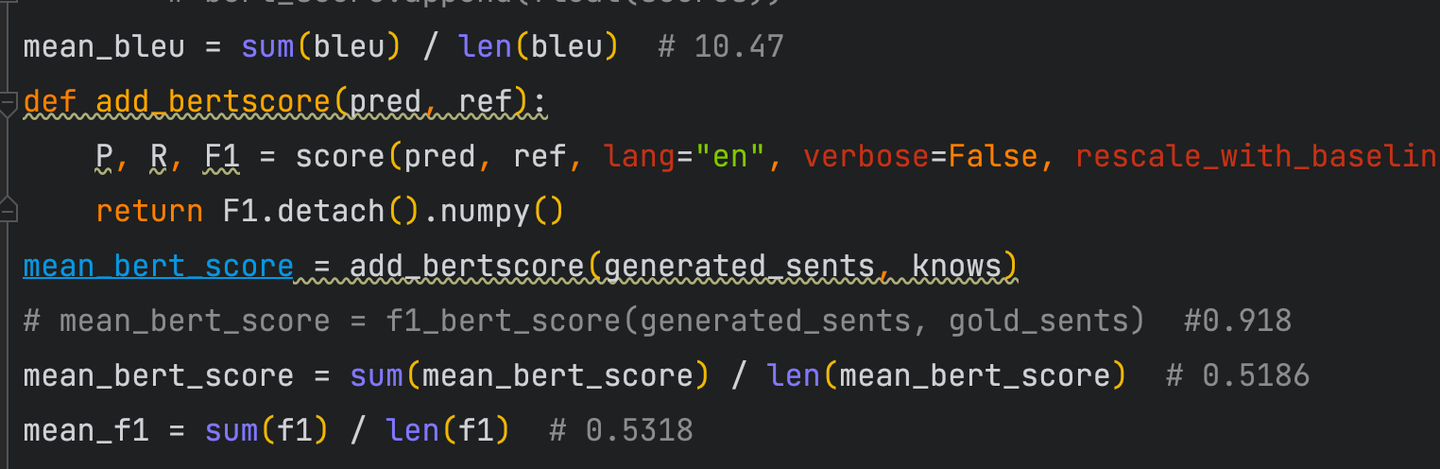 # bert_score.append(float(scores))
mean_bleu = sum(bleu) / len(bleu)  # 10.47
def add_bertscore(pred, ref):
    P, R, F1 = score(pred, ref, lang="en", verbose=False, rescale_with_baselin
    return F1.detach().numpy()
mean_bert_score = add_bertscore(generated_sents, knows)
# mean_bert_score = f1_bert_score(generated_sents, gold_sents)  #0.918
mean_bert_score = sum(mean_bert_score) / len(mean_bert_score)  # 0.5186
mean_f1 = sum(f1) / len(f1)  # 0.5318